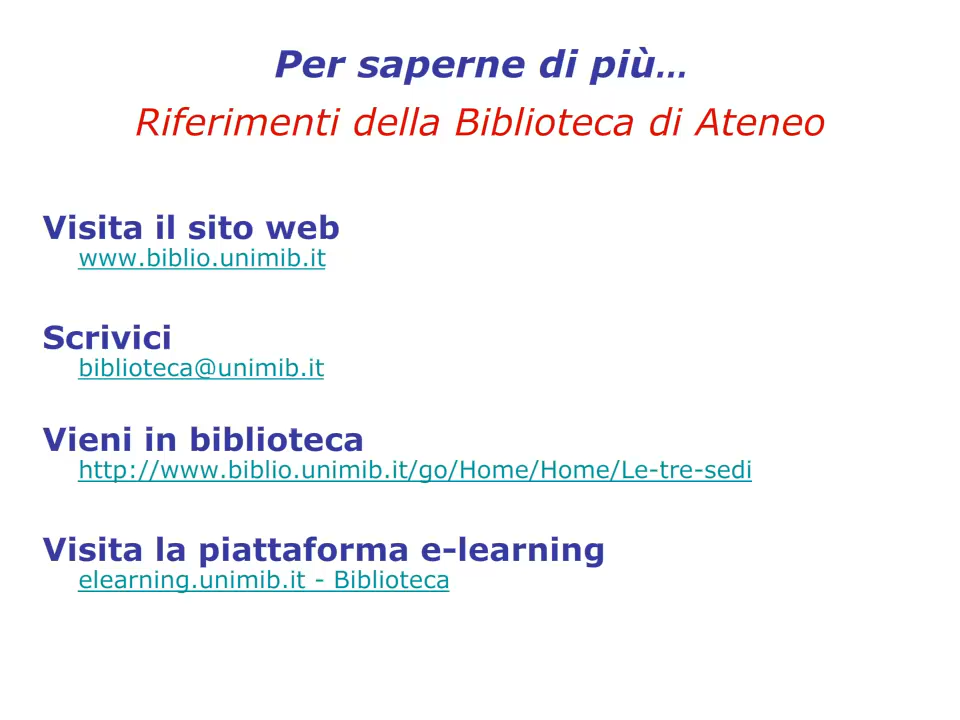 Per saperne di più…
Riferimenti della Biblioteca di Ateneo
Visita il sito web
www.biblio.unimib.it
Scrivici
biblioteca@unimib.it
Vieni in biblioteca
http://www.biblio.unimib.it/go/Home/Home/Le-tre-sedi
Visita la piattaforma e-learning
elearning.unimib.it - Biblioteca